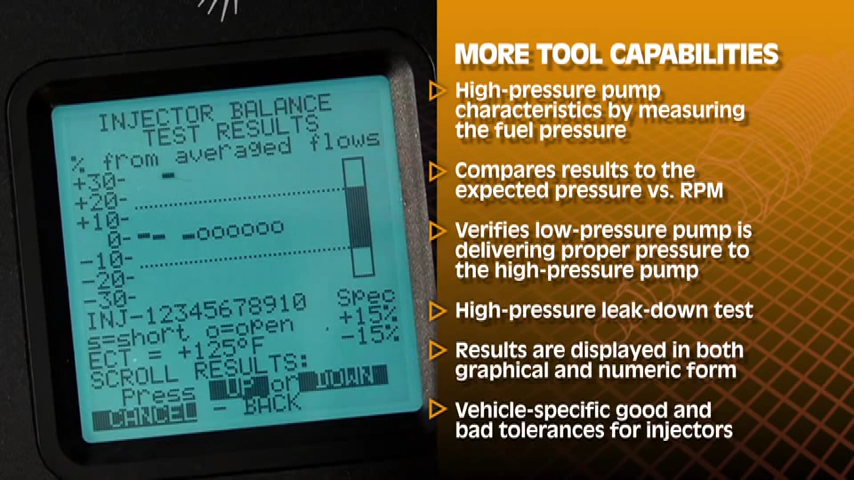 INJECTOR BALANCE
TEST RESULTS
% from averaged flows
+30-
+20-
+10-
0-
-10-
-20-
-30-
oooooo
INJ-12345678910 Spec
s=short o=open +15%
ECT = +125°F -15%
SCROLL RESULTS:
Press UP or DOWN
CANCEL - BACK
MORE TOOL CAPABILITIES
High-pressure pump
characteristics by measuring
the fuel pressure
Compares results to the
expected pressure vs. RPM
Verifies low-pressure pump is
delivering proper pressure to
the high-pressure pump
High-pressure leak-down test
Results are displayed in both
graphical and numeric form
Vehicle-specific good and
bad tolerances for injectors